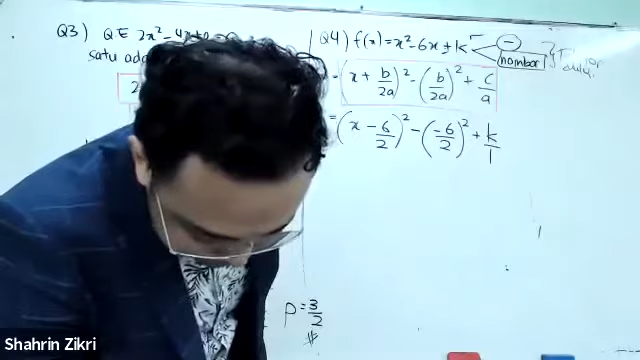 Q3) QE 2x² - 4x
satu
2
P = 3/2
Q4) f(x) = x² - 6x + k
nombor
(x + b/2a)² - (b/2a)² + c/a
= (x - 6/2)² - (-6/2)² + k/1
Shahrin Zikri